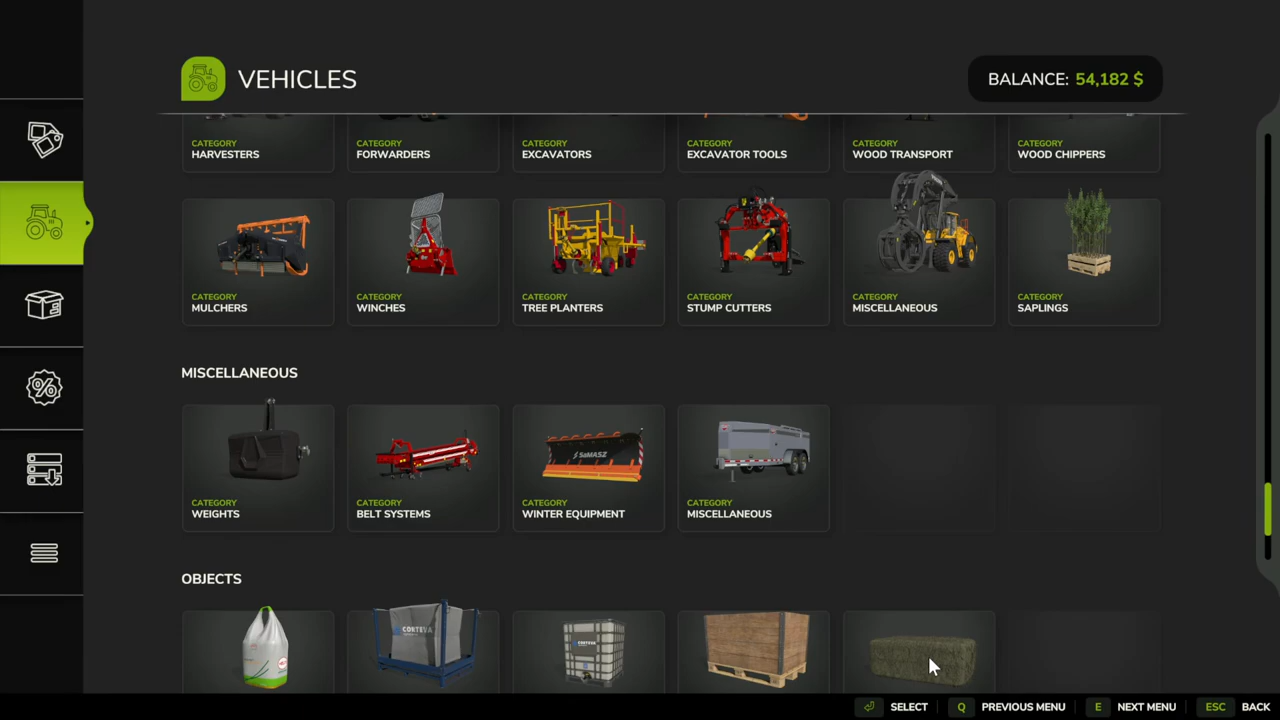 VEHICLES
BALANCE: 54,182 $
CATEGORY
HARVESTERS
CATEGORY
FORWARDERS
CATEGORY
EXCAVATORS
CATEGORY
EXCAVATOR TOOLS
CATEGORY
WOOD TRANSPORT
CATEGORY
WOOD CHIPPERS
CATEGORY
MULCHERS
CATEGORY
WINCHES
CATEGORY
TREE PLANTERS
CATEGORY
STUMP CUTTERS
CATEGORY
MISCELLANEOUS
CATEGORY
SAPLINGS
MISCELLANEOUS
SaMASZ
CATEGORY
WEIGHTS
CATEGORY
BELT SYSTEMS
CATEGORY
WINTER EQUIPMENT
CATEGORY
MISCELLANEOUS
OBJECTS
CORTEVA
CORTEVA
SELECT
Q PREVIOUS MENU
E NEXT MENU
ESC BACK